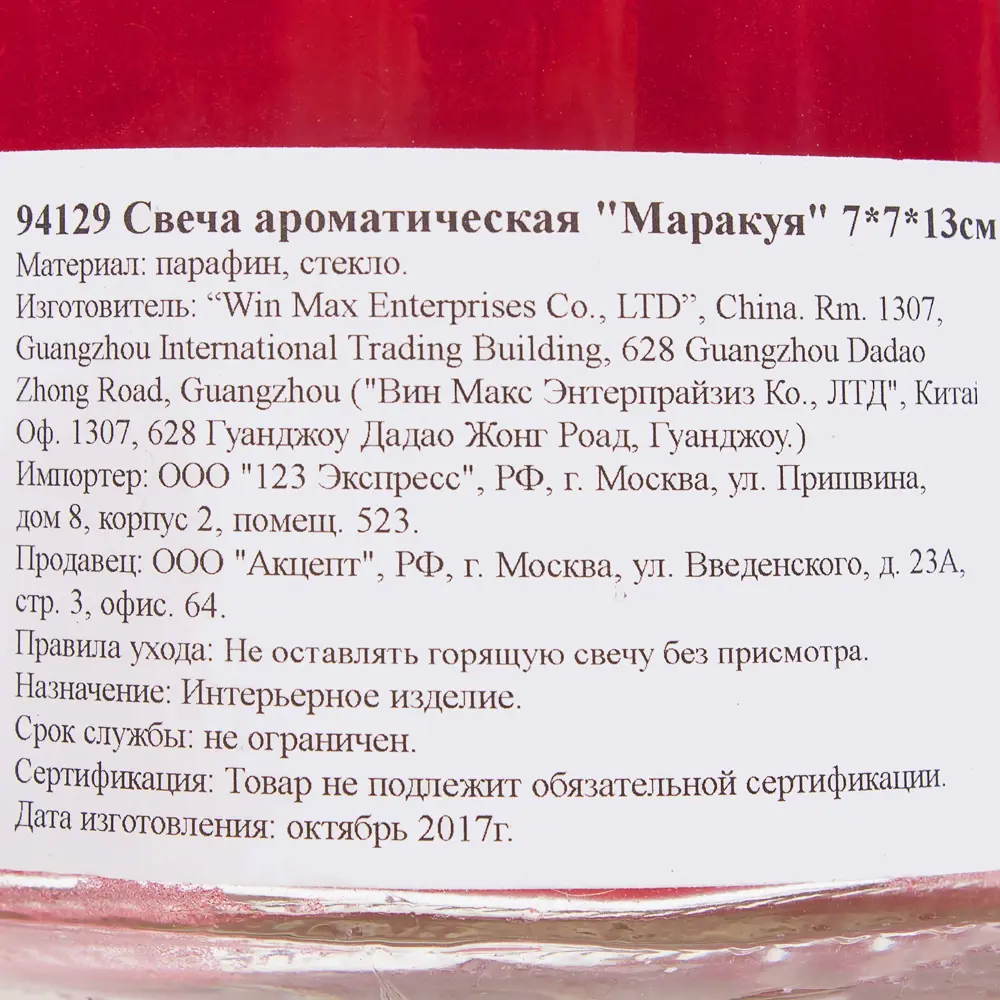 94129 Свеча ароматическая "Маракуя" 7*7*13см
Материал: парафин, стекло.
Изготовитель: “Win Max Enterprises Co., LTD”, China. Rm. 1307,
Guangzhou International Trading Building, 628 Guangzhou Dadao
Zhong Road, Guangzhou ("Вин Макс Энтерпрайзиз Ко., ЛТД", Китай
Оф. 1307, 628 Гуанджоу Дадао Жонг Роад, Гуанджоу.)
Импортер: ООО "123 Экспресс", РФ, г. Москва, ул. Пришвина,
дом 8, корпус 2, помещ. 523.
Продавец: ООО "Акцепт", РФ, г. Москва, ул. Введенского, д. 23А,
стр. 3, офис. 64.
Правила ухода: Не оставлять горящую свечу без присмотра.
Назначение: Интерьерное изделие.
Срок службы: не ограничен.
Сертификация: Товар не подлежит обязательной сертификации.
Дата изготовления: октябрь 2017г.